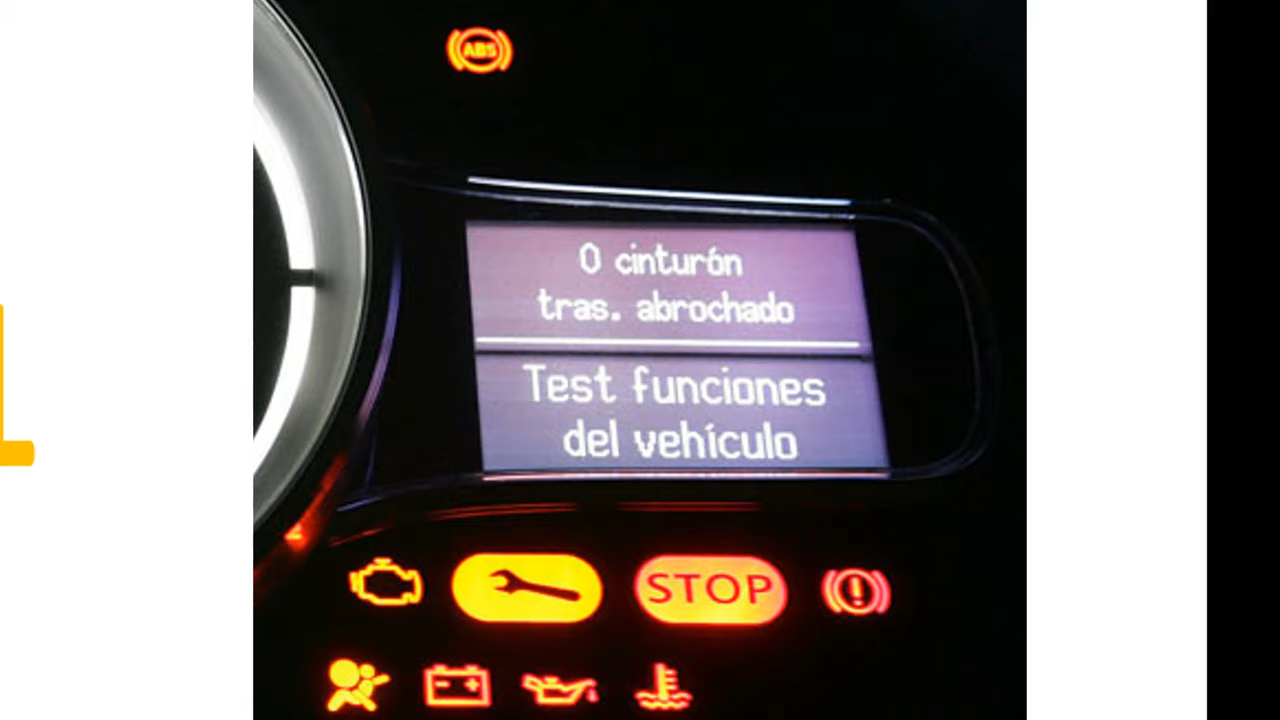 ABS
0 cinturón
tras. abrochado
Test funciones
del vehículo
STOP